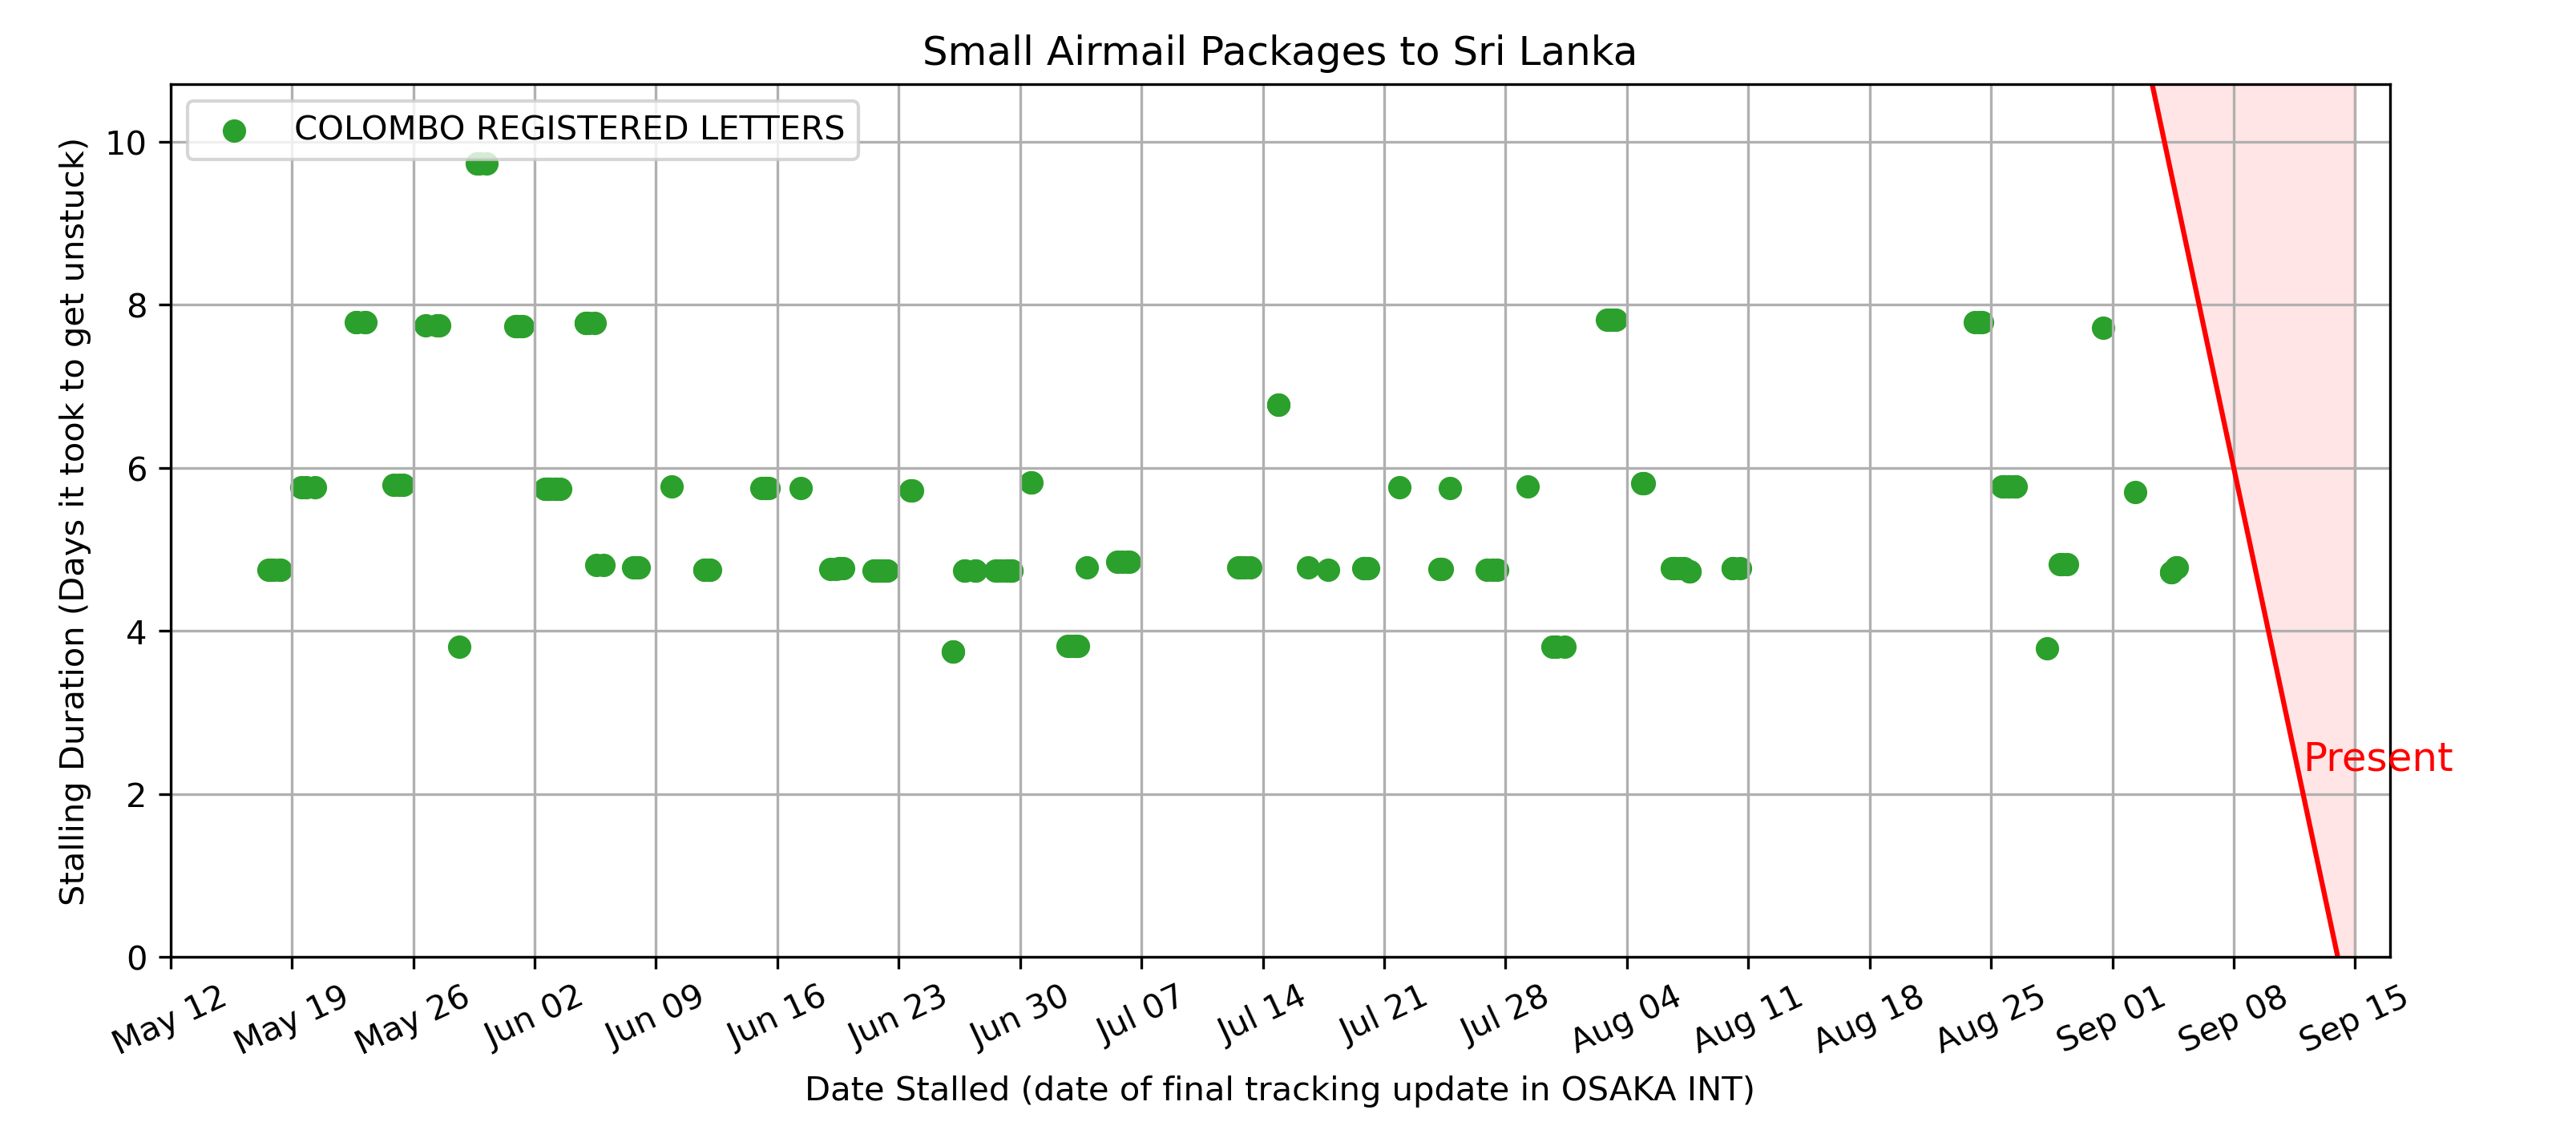 Small Airmail Packages to Sri Lanka
COLOMBO REGISTERED LETTERS
Stalling Duration (Days it took to get unstuck)
10
8
6
4
2
0
Present
May 12
May 19
May 26
Jun 02
Jun 09
Jun 16
Jun 23
Jun 30
Jul 07
Jul 14
Jul 21
Jul 28
Aug 04
Aug 11
Aug 18
Aug 25
Sep 01
Sep 08
Sep 15
Date Stalled (date of final tracking update in OSAKA INT)